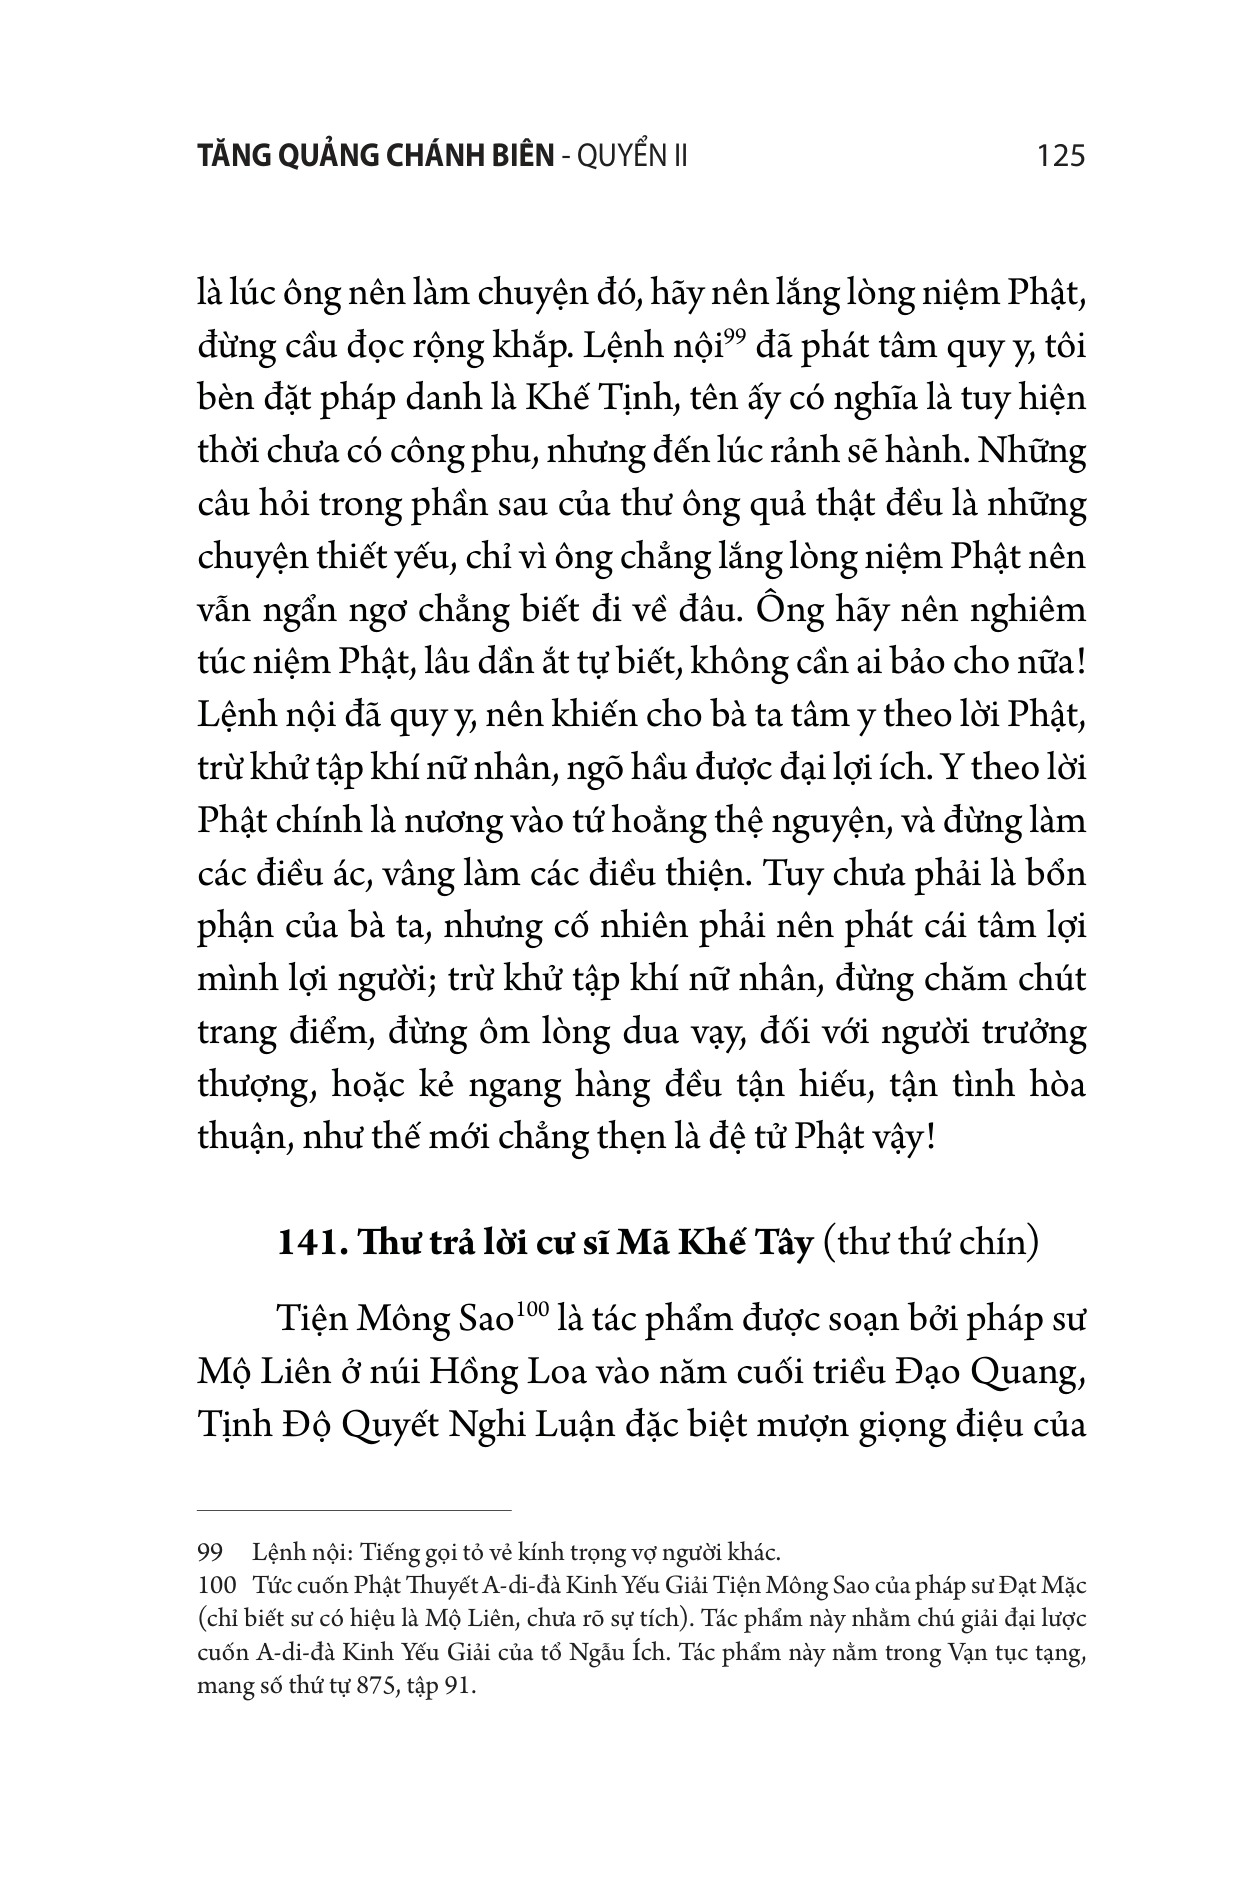 TĂNG QUẢNG CHÁNH BIÊN - QUYỂN II 125
là lúc ông nên làm chuyện đó, hãy nên lắng lòng niệm Phật,
đừng cầu đọc rộng khắp. Lệnh nội99 đã phát tâm quy y, tôi
bèn đặt pháp danh là Khế Tịnh, tên ấy có nghĩa là tuy hiện
thời chưa có công phu, nhưng đến lúc rảnh sẽ hành. Những
câu hỏi trong phần sau của thư ông quả thật đều là những
chuyện thiết yếu, chỉ vì ông chẳng lắng lòng niệm Phật nên
vẫn ngẩn ngơ chẳng biết đi về đâu. Ông hãy nên nghiêm
túc niệm Phật, lâu dần ắt tự biết, không cần ai bảo cho nữa!
Lệnh nội đã quy y, nên khiến cho bà ta tâm y theo lời Phật,
trừ khử tập khí nữ nhân, ngõ hầu được đại lợi ích. Y theo lời
Phật chính là nương vào tứ hoằng thệ nguyện, và đừng làm
các điều ác, vâng làm các điều thiện. Tuy chưa phải là bổn
phận của bà ta, nhưng cố nhiên phải nên phát cái tâm lợi
mình lợi người; trừ khử tập khí nữ nhân, đừng chăm chút
trang điểm, đừng ôm lòng dua vạy, đối với người trưởng
thượng, hoặc kẻ ngang hàng đều tận hiếu, tận tình hòa
thuận, như thế mới chẳng thẹn là đệ tử Phật vậy!
141. Thư trả lời cư sĩ Mã Khế Tây (thư thứ chín)
Tiện Mông Sao100 là tác phẩm được soạn bởi pháp sư
Mộ Liên ở núi Hồng Loa vào năm cuối triều Đạo Quang,
Tịnh Độ Quyết Nghi Luận đặc biệt mượn giọng điệu của
99 Lệnh nội: Tiếng gọi tỏ vẻ kính trọng vợ người khác.
100 Tức cuốn Phật Thuyết A-di-đà Kinh Yếu Giải Tiện Mông Sao của pháp sư Đạt Mặc
(chỉ biết sư có hiệu là Mộ Liên, chưa rõ sự tích). Tác phẩm này nhằm chú giải đại lược
cuốn A-di-đà Kinh Yếu Giải của tổ Ngẫu Ích. Tác phẩm này nằm trong Vạn tục tạng,
mang số thứ tự 875, tập 91.